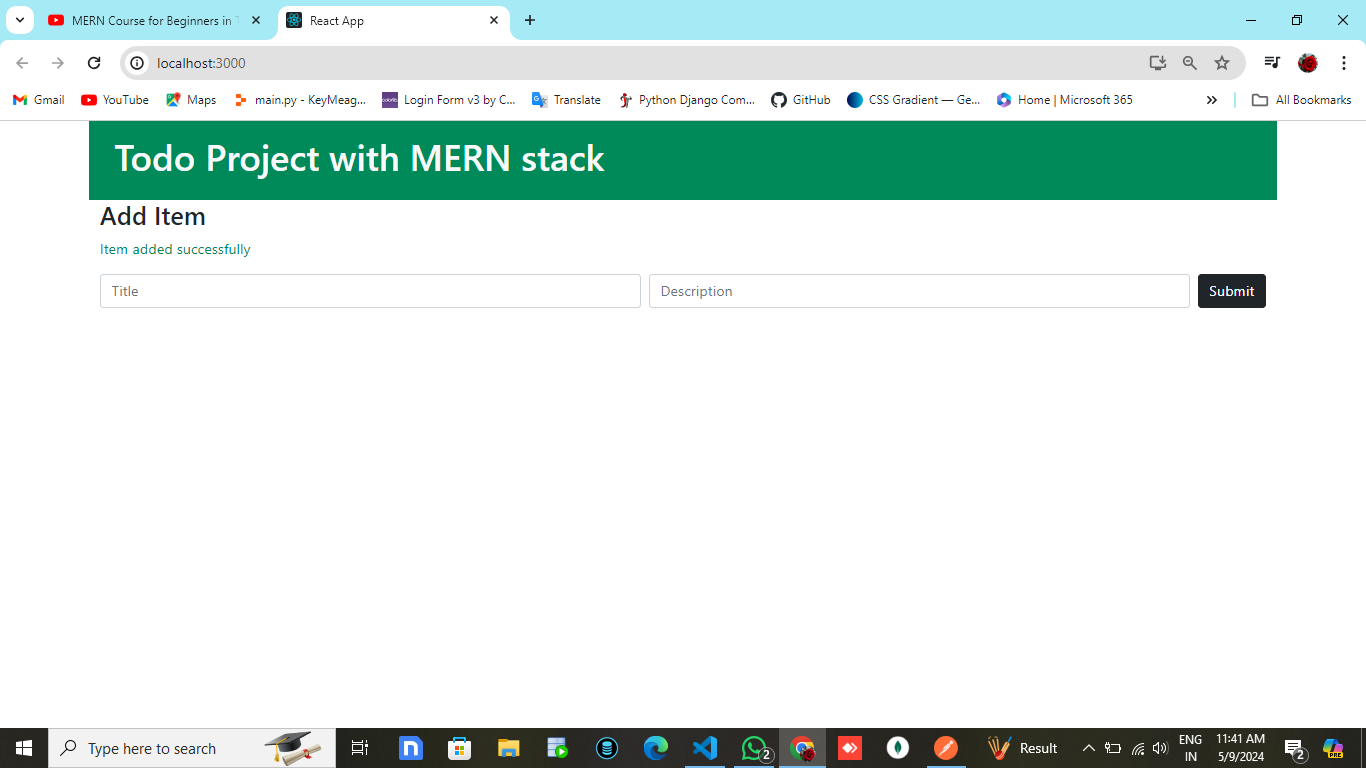 MERN Course for Beginners in
React App
localhost:3000
Gmail
YouTube
Maps
main.py - KeyMeag...
Login Form v3 by C...
Translate
Python Django Com...
GitHub
CSS Gradient — Ge...
Home | Microsoft 365
All Bookmarks
Todo Project with MERN stack
Add Item
Item added successfully
Title
Description
Submit
Type here to search
2
Result
ENG
IN
11:41 AM
5/9/2024
2
PRE